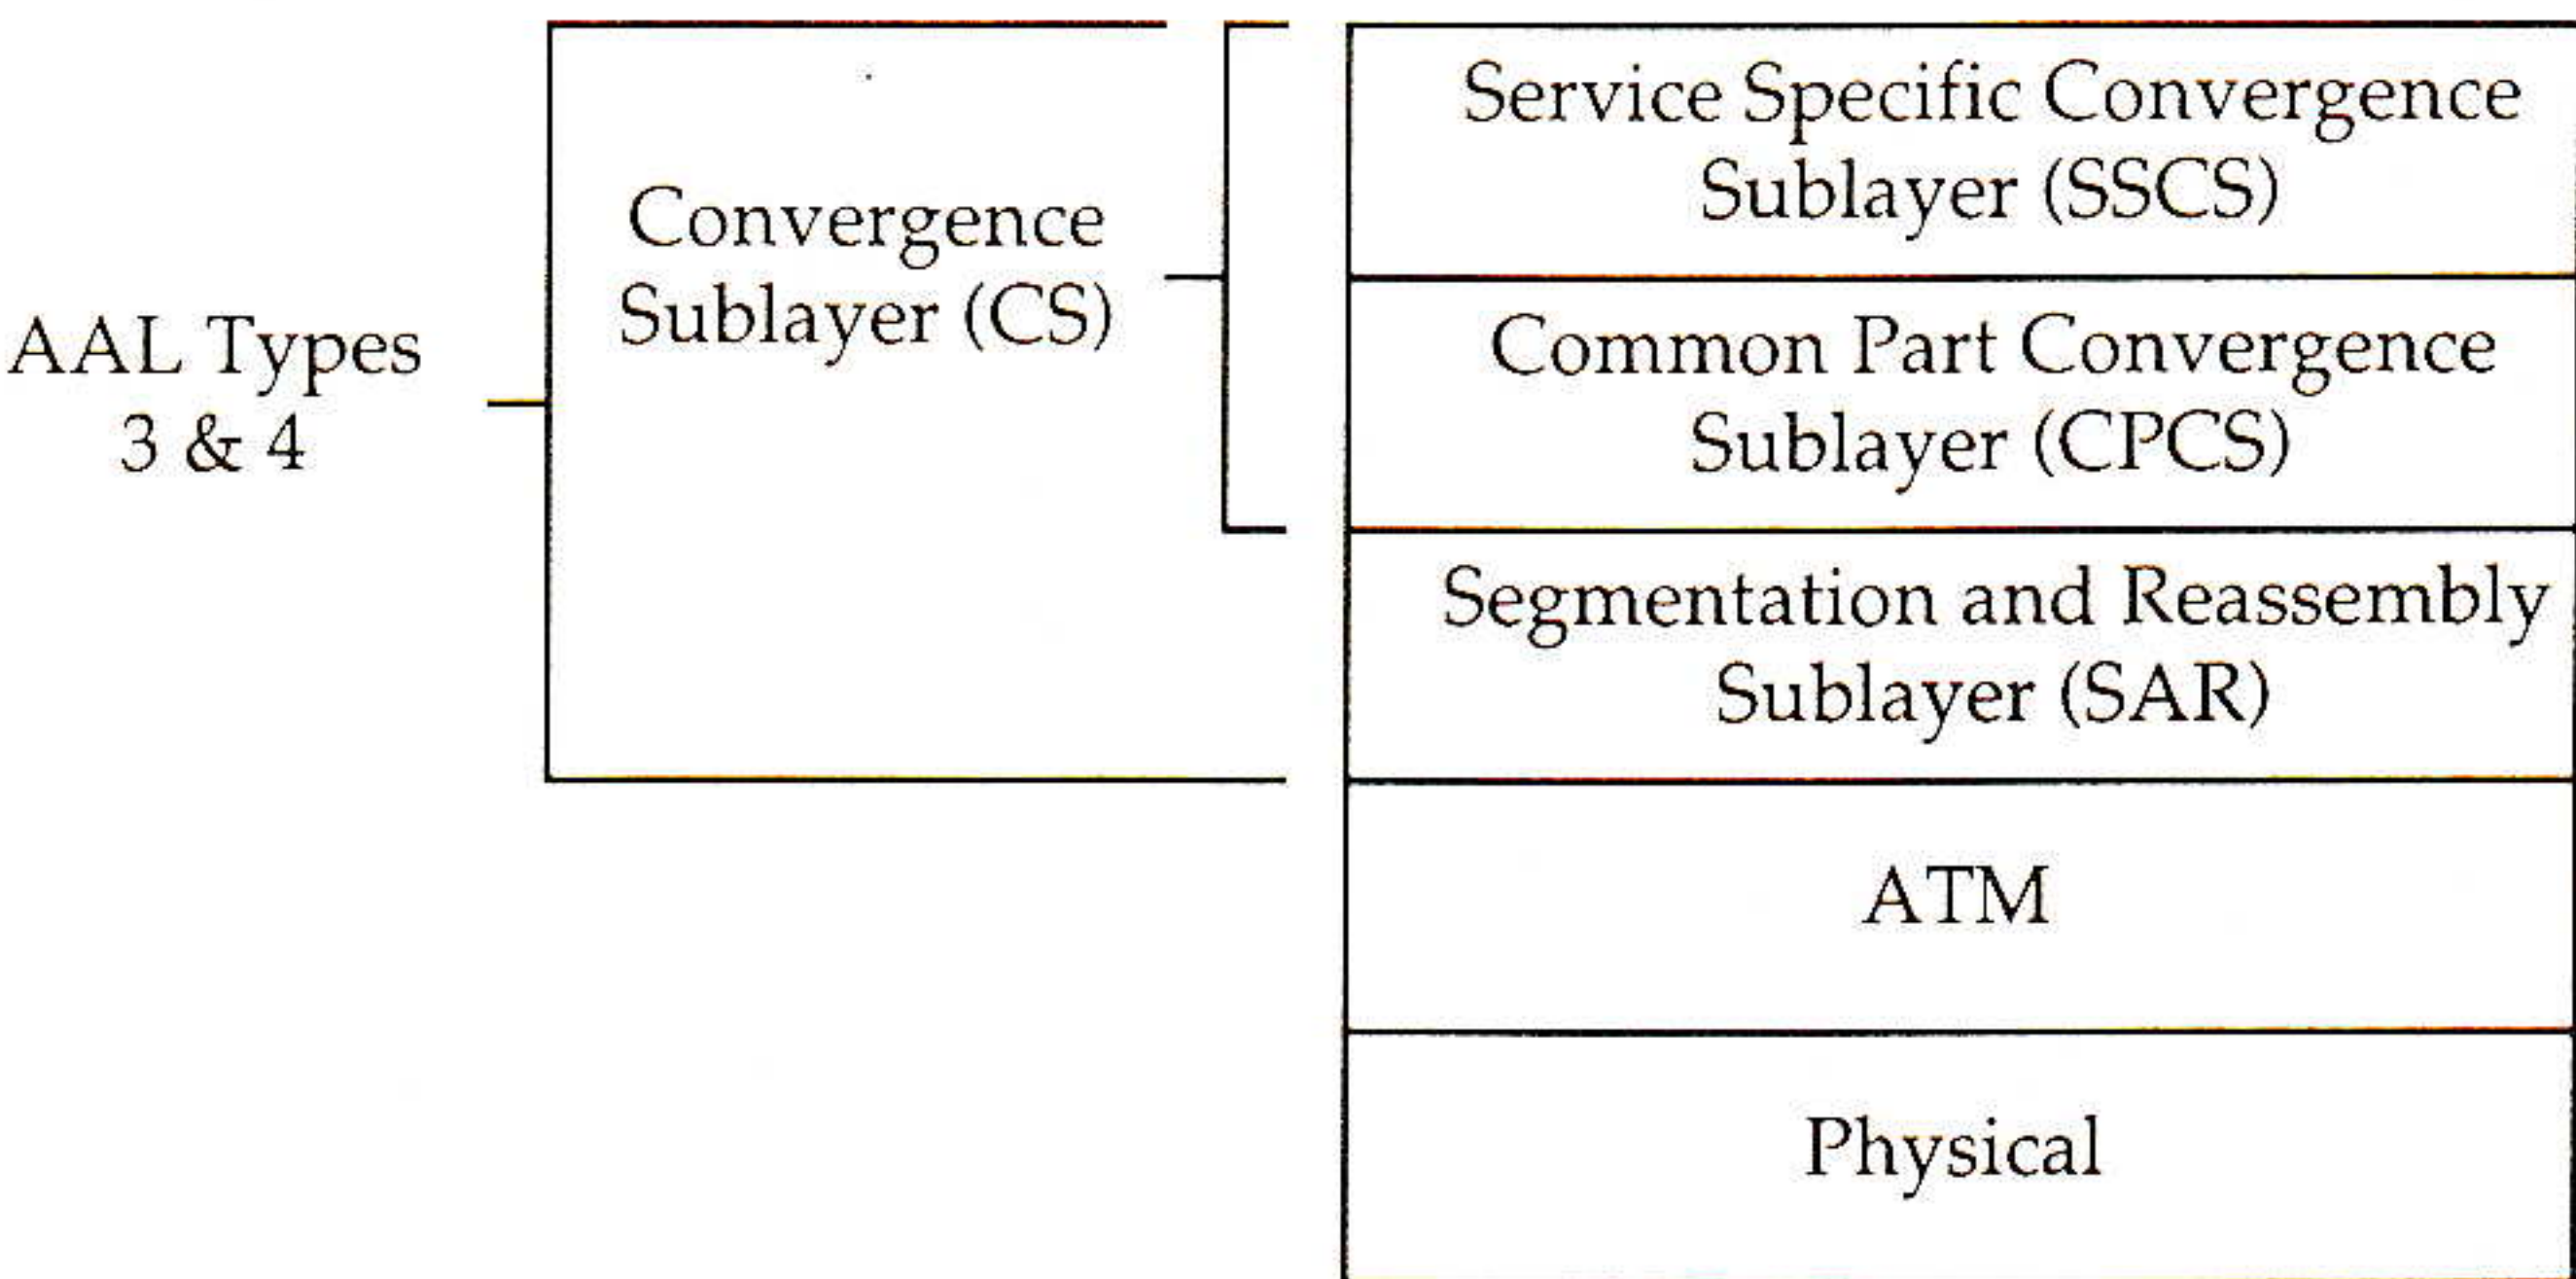 AAL Types
3 & 4
Convergence
Sublayer (CS)
Service Specific Convergence
Sublayer (SSCS)
Common Part Convergence
Sublayer (CPCS)
Segmentation and Reassembly
Sublayer (SAR)
ATM
Physical